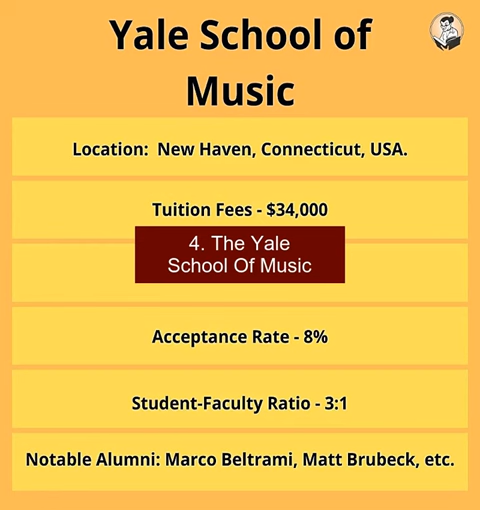 Yale School of
Music
Location: New Haven, Connecticut, USA.
Tuition Fees - $34,000
4. The Yale
School Of Music
Acceptance Rate - 8%
Student-Faculty Ratio - 3:1
Notable Alumni: Marco Beltrami, Matt Brubeck, etc.